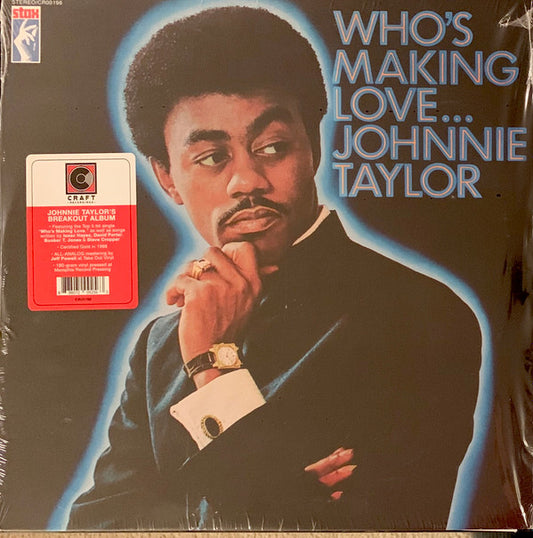 STEREO/CR00196
stax
WHO'S
MAKING
LOVE...
JOHNNIE
TAYLOR
C
CRAFT
RECORDINGS
JOHNNIE TAYLOR'S
BREAKOUT ALBUM
• Featuring the Top 5 hit single
"Who's Making Love," as well as songs
written by Isaac Hayes, David Porter,
Booker T. Jones & Steve Cropper
• Certified Gold in 1968
• ALL-ANALOG mastering by
Jeff Powell at Take Out Vinyl
• 180-gram vinyl pressed at
Memphis Record Pressing